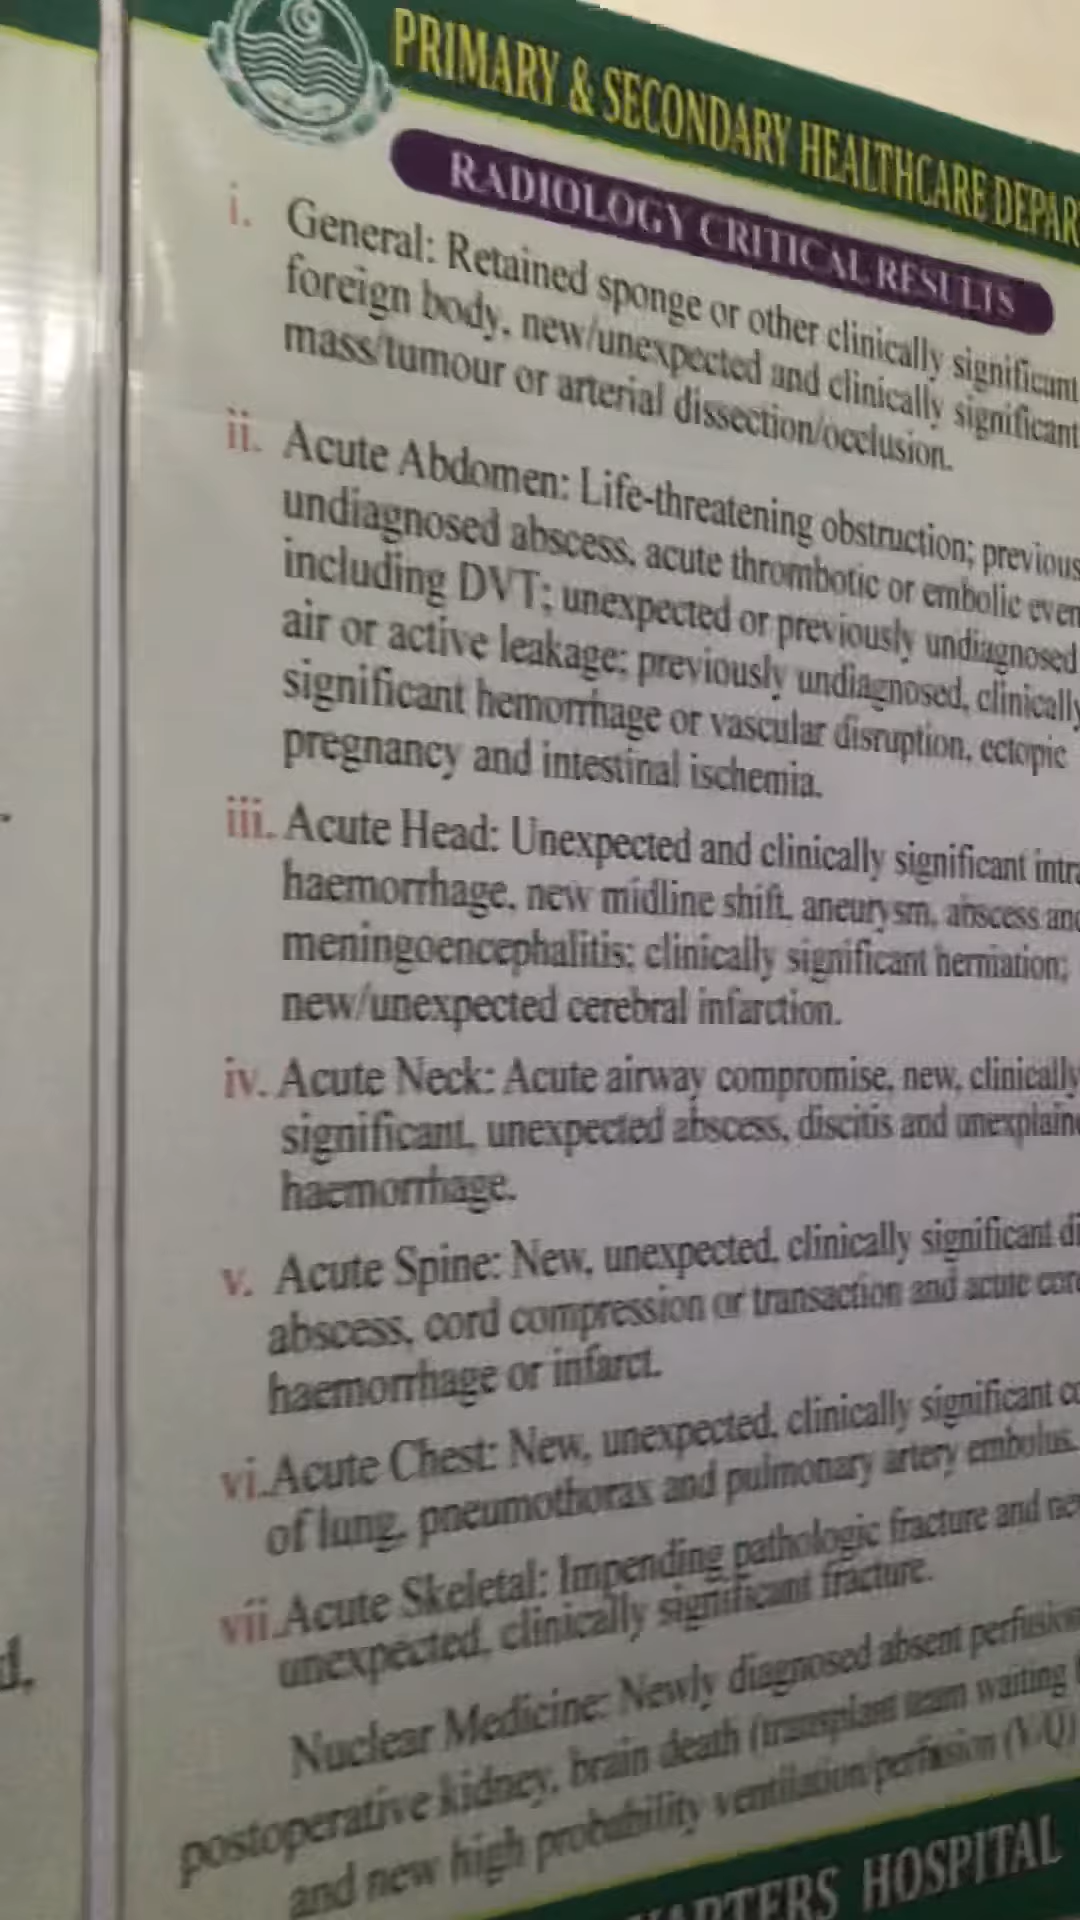 PRIMARY & SECONDARY HEALTHCARE DEPAR
RADIOLOGY CRITICAL RESULTS
i. General: Retained sponge or other clinically significant
foreign body, new/unexpected and clinically significant
mass/tumour or arterial dissection/occlusion.
ii. Acute Abdomen: Life-threatening obstruction; previous
undiagnosed abscess, acute thrombotic or embolic even
including DVT; unexpected or previously undiagnosed
air or active leakage; previously undiagnosed, clinically
significant hemorrhage or vascular disruption, ectopic
pregnancy and intestinal ischemia.
iii. Acute Head: Unexpected and clinically significant intra
haemorrhage, new midline shift, aneurysm, abscess and
meningoencephalitis; clinically significant herniation;
new/unexpected cerebral infarction.
iv. Acute Neck: Acute airway compromise, new, clinically
significant, unexpected abscess, discitis and unexplaine
haemorrhage.
v. Acute Spine: New, unexpected, clinically significant di
abscess, cord compression or transaction and acute cor
haemorrhage or infarct.
vi. Acute Chest: New, unexpected, clinically significant co
of lung, pneumothorax and pulmonary artery embolus.
vii. Acute Skeletal: Impending pathologic fracture and ne
unexpected, clinically significant fracture.
Nuclear Medicine: Newly diagnosed absent perfusion
postoperative kidney, brain death (transplant team waiting
and new high probability ventilation/perfusion (V/Q)
ARTERS HOSPITAL
d,